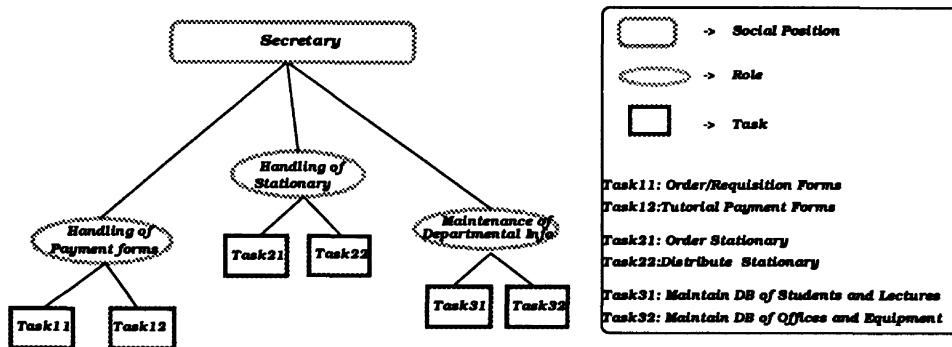 Secretary
Handling of
Stationary
Handling of
Payment forms
Maintenance of
Departmental Info.
Task21
Task22
Task31
Task32
Task11
Task12
-> Social Position
-> Role
-> Task
Task11: Order/Requisition Forms
Task12:Tutorial Payment Forms
Task21: Order Stationary
Task22:Distribute Stationary
Task31: Maintain DB of Students and Lectures
Task32: Maintain DB of Offices and Equipment